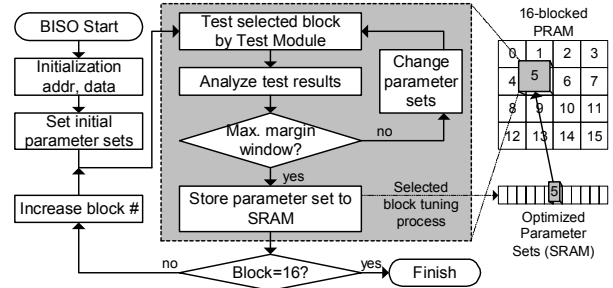 BISO Start
Initialization
addr, data
Set initial
parameter sets
Increase block #
Test selected block
by Test Module
Analyze test results
Max. margin
window?
no
Change
parameter
sets
yes
Store parameter set to
SRAM
Selected
block tuning
process
no
Block=16?
yes
Finish
16-blocked
PRAM
0 1 2 3
4 5 6 7
8 9 10 11
12 13 14 15
5
Optimized
Parameter
Sets (SRAM)